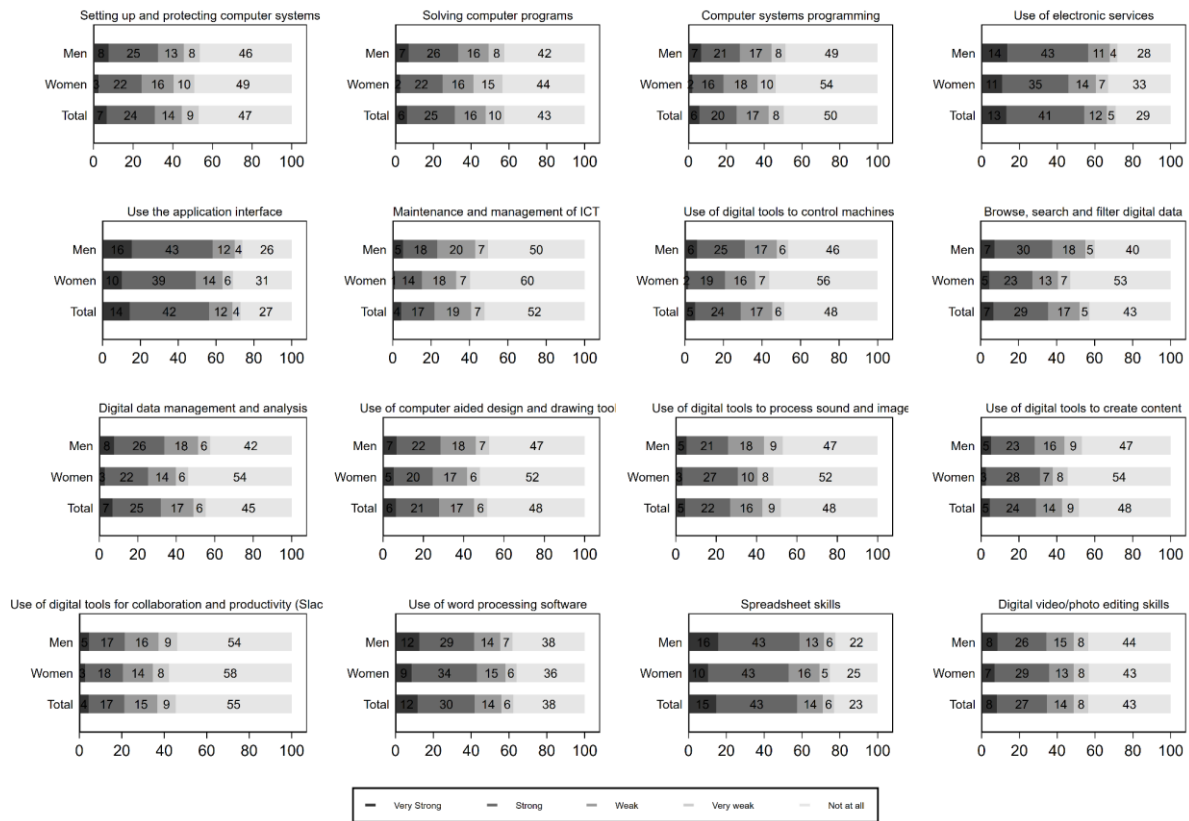 Setting up and protecting computer systems
Men 8 25 13 8 46
Women 3 22 16 10 49
Total 7 24 14 9 47
0 20 40 60 80 100
Solving computer programs
Men 7 26 16 8 42
Women 2 22 16 15 44
Total 6 25 16 10 43
0 20 40 60 80 100
Computer systems programming
Men 7 21 17 8 49
Women 2 16 18 10 54
Total 6 20 17 8 50
0 20 40 60 80 100
Use of electronic services
Men 14 43 11 4 28
Women 11 35 14 7 33
Total 13 41 12 5 29
0 20 40 60 80 100
Use the application interface
Men 16 43 12 4 26
Women 10 39 14 6 31
Total 14 42 12 4 27
0 20 40 60 80 100
Maintenance and management of ICT
Men 5 18 20 7 50
Women 1 14 18 7 60
Total 4 17 19 7 52
0 20 40 60 80 100
Use of digital tools to control machines
Men 6 25 17 6 46
Women 2 19 16 7 56
Total 5 24 17 6 48
0 20 40 60 80 100
Browse, search and filter digital data
Men 7 30 18 5 40
Women 5 23 13 7 53
Total 7 29 17 5 43
0 20 40 60 80 100
Digital data management and analysis
Men 8 26 18 6 42
Women 3 22 14 6 54
Total 7 25 17 6 45
0 20 40 60 80 100
Use of computer aided design and drawing tool
Men 7 22 18 7 47
Women 5 20 17 6 52
Total 6 21 17 6 48
0 20 40 60 80 100
Use of digital tools to process sound and image
Men 5 21 18 9 47
Women 3 27 10 8 52
Total 5 22 16 9 48
0 20 40 60 80 100
Use of digital tools to create content
Men 5 23 16 9 47
Women 3 28 7 8 54
Total 5 24 14 9 48
0 20 40 60 80 100
Use of digital tools for collaboration and productivity (Slac
Men 5 17 16 9 54
Women 3 18 14 8 58
Total 4 17 15 9 55
0 20 40 60 80 100
Use of word processing software
Men 12 29 14 7 38
Women 9 34 15 6 36
Total 12 30 14 6 38
0 20 40 60 80 100
Spreadsheet skills
Men 16 43 13 6 22
Women 10 43 16 5 25
Total 15 43 14 6 23
0 20 40 60 80 100
Digital video/photo editing skills
Men 8 26 15 8 44
Women 7 29 13 8 43
Total 8 27 14 8 43
0 20 40 60 80 100
Very Strong Strong Weak Very weak Not at all